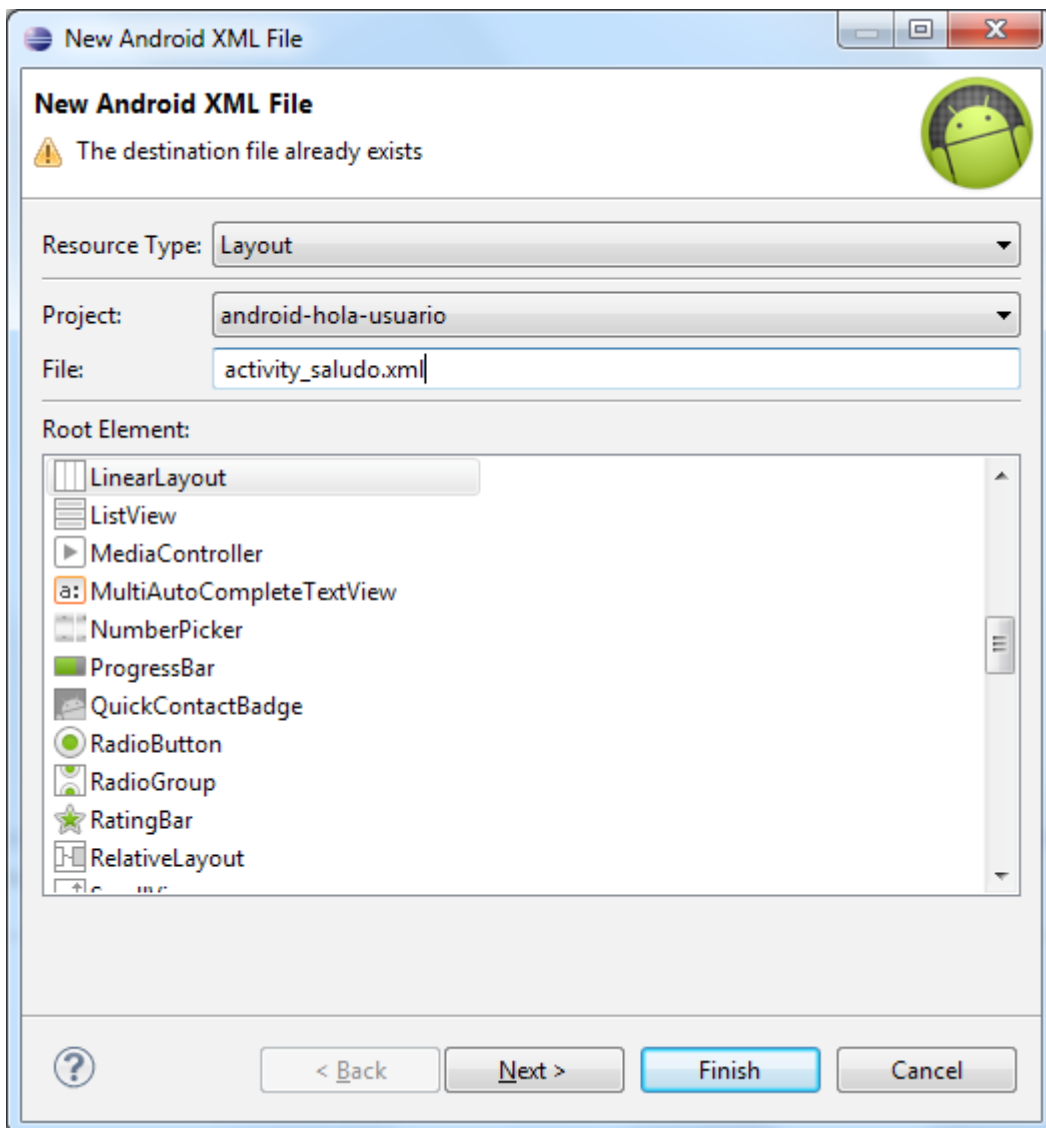 New Android XML File
New Android XML File
The destination file already exists
Resource Type: Layout
Project: android-hola-usuario
File: activity_saludo.xml
Root Element:
LinearLayout
ListView
MediaController
a: MultiAutoCompleteTextView
NumberPicker
ProgressBar
QuickContactBadge
RadioButton
RadioGroup
RatingBar
RelativeLayout
? < Back Next > Finish Cancel